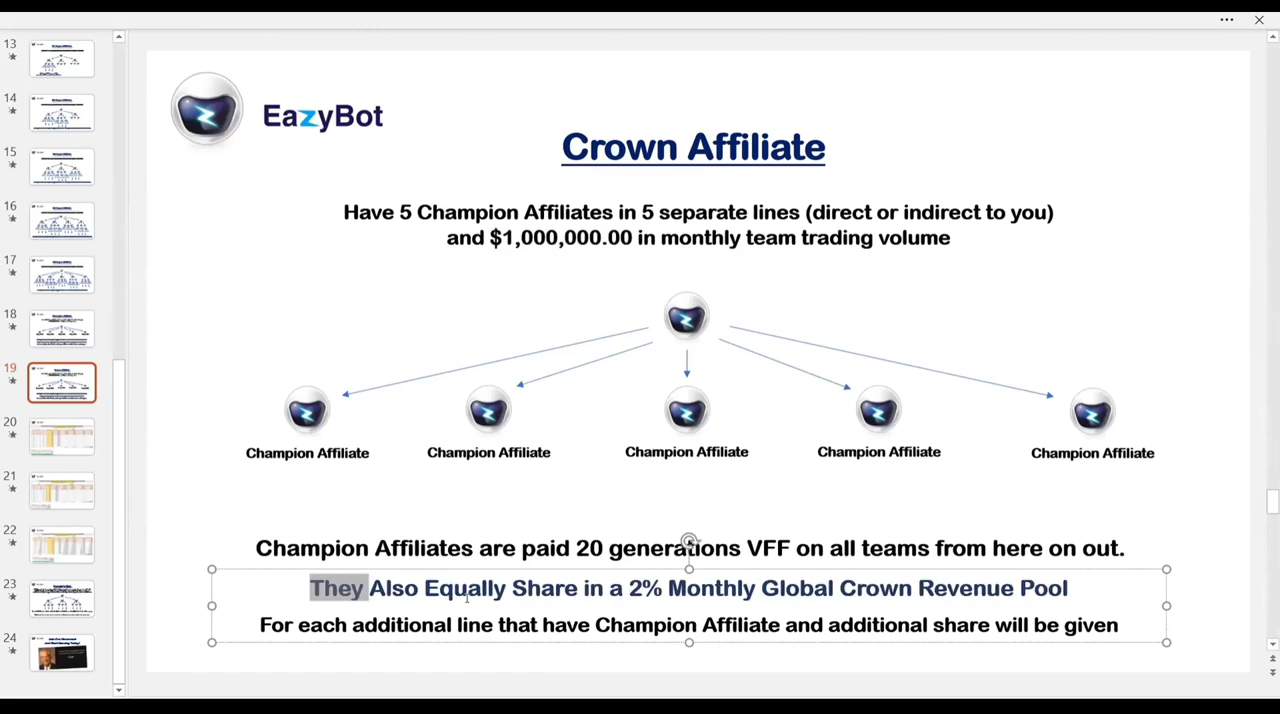 13
14
15
16
17
18
19
20
21
22
23
24
EazyBot
Crown Affiliate
Have 5 Champion Affiliates in 5 separate lines (direct or indirect to you)
and $1,000,000.00 in monthly team trading volume
Champion Affiliate
Champion Affiliate
Champion Affiliate
Champion Affiliate
Champion Affiliate
Champion Affiliates are paid 20 generations VFF on all teams from here on out.
They Also Equally Share in a 2% Monthly Global Crown Revenue Pool
For each additional line that have Champion Affiliate and additional share will be given